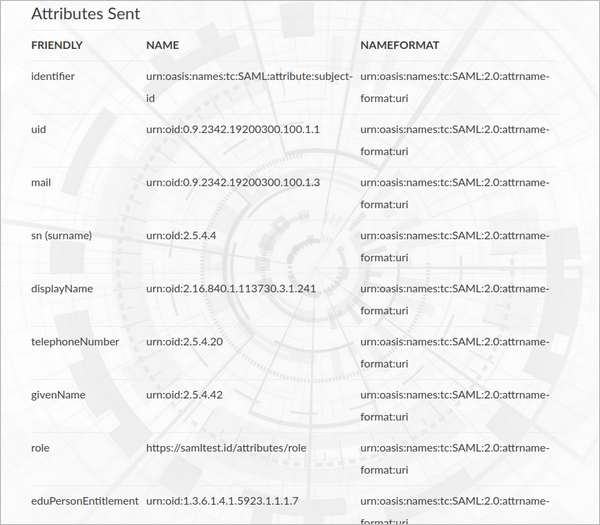 Attributes Sent
FRIENDLY NAME NAMEFORMAT
identifier urn:oasis:names:tc:SAML:attribute:subject- urn:oasis:names:tc:SAML:2.0:attrname-
id format:uri
uid urn:oid:0.9.2342.19200300.100.1.1 urn:oasis:names:tc:SAML:2.0:attrname-
format:uri
mail urn:oid:0.9.2342.19200300.100.1.3 urn:oasis:names:tc:SAML:2.0:attrname-
format:uri
sn (surname) urn:oid:2.5.4.4 urn:oasis:names:tc:SAML:2.0:attrname-
format:uri
displayName urn:oid:2.16.840.1.113730.3.1.241 urn:oasis:names:tc:SAML:2.0:attrname-
format:uri
telephoneNumber urn:oid:2.5.4.20 urn:oasis:names:tc:SAML:2.0:attrname-
format:uri
givenName urn:oid:2.5.4.42 urn:oasis:names:tc:SAML:2.0:attrname-
format:uri
role https://samltest.id/attributes/role urn:oasis:names:tc:SAML:2.0:attrname-
format:uri
eduPersonEntitlement urn:oid:1.3.6.1.4.1.5923.1.1.1.7 urn:oasis:names:tc:SAML:2.0:attrname-
format:uri